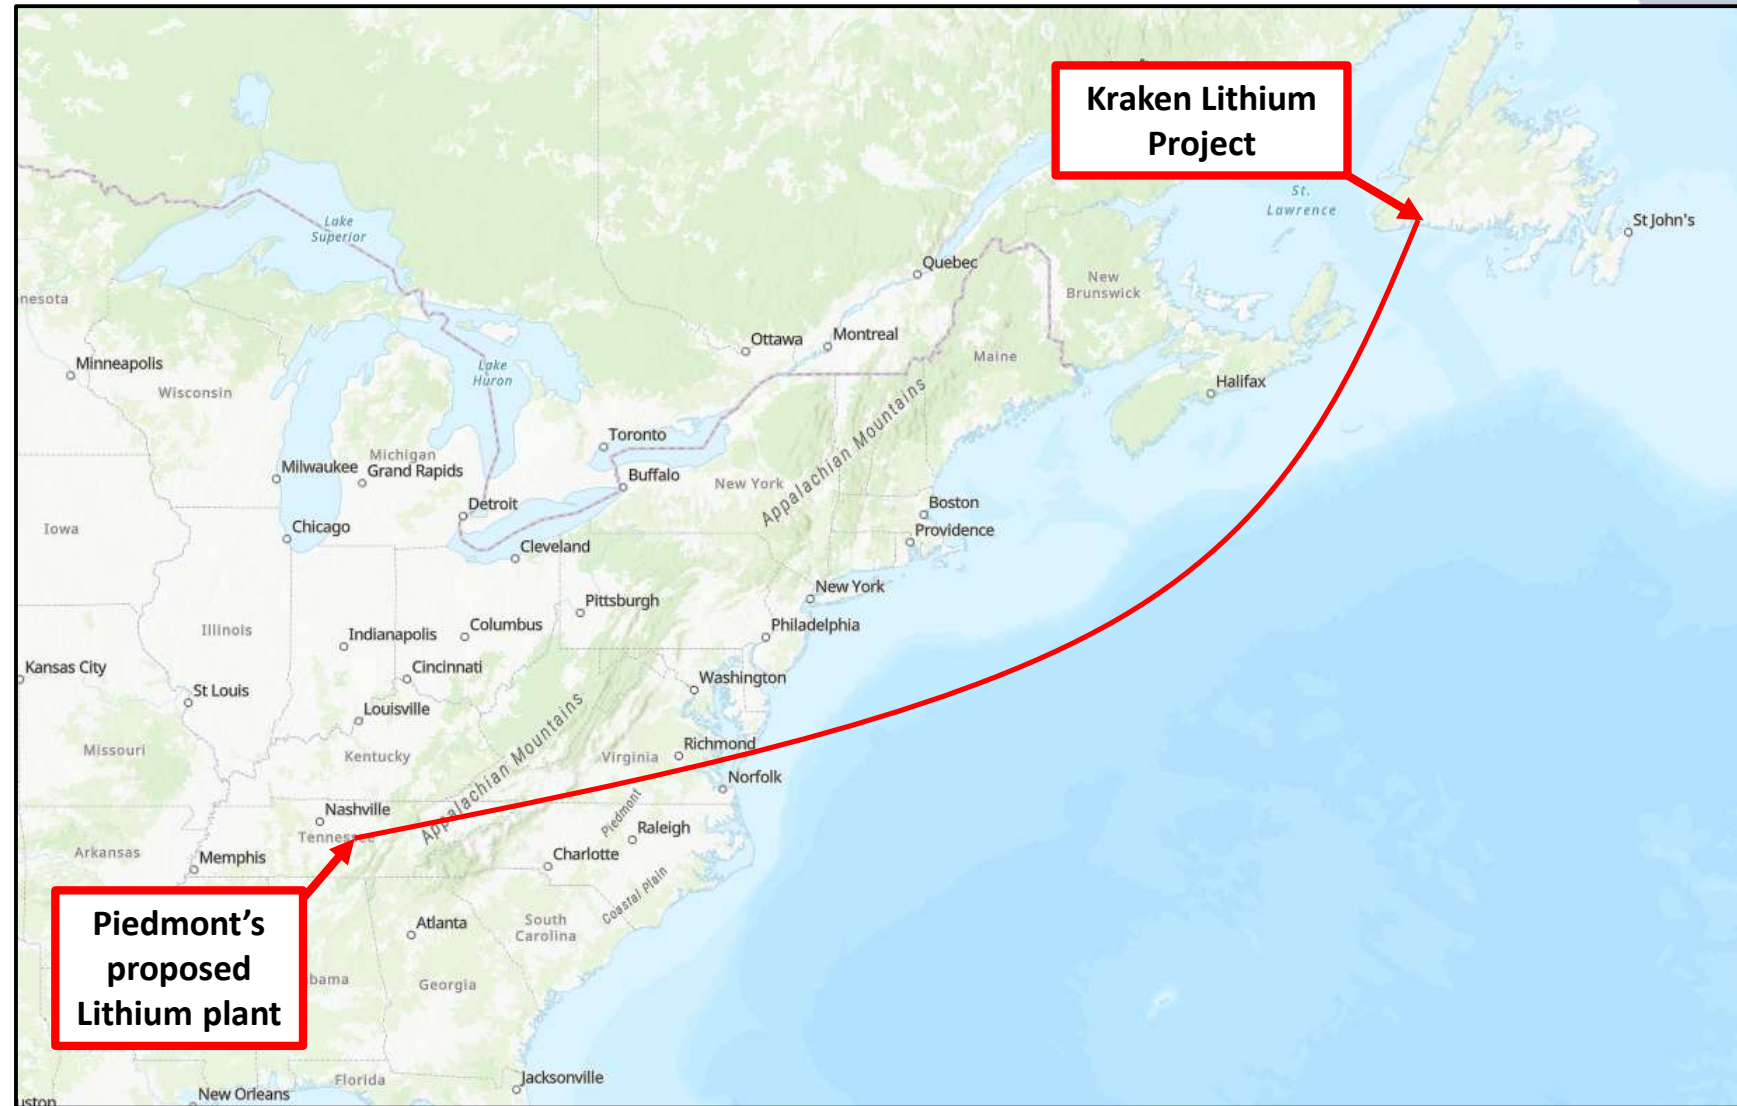 Kraken Lithium
Project
St.
Lawrence
St John's
Lake
Superior
Quebec
New
Brunswick
nesota
Ottawa
Montreal
Maine
Minneapolis
Lake
Huron
Wisconsin
Halifax
Appalachian Mountains
Toronto
Michigan
Milwaukee
Grand Rapids
Buffalo
New York
Detroit
Boston
Iowa
Chicago
Providence
Cleveland
New York
Pittsburgh
Illinois
Indianapolis
Columbus
Philadelphia
Kansas City
Cincinnati
Washington
St Louis
Louisville
Appalachian Mountains
Missouri
Kentucky
Virginia
Richmond
Norfolk
Nashville
Tennessee
Piedmont
Raleigh
Arkansas
Memphis
Charlotte
Coastal Plain
Piedmont’s
proposed
Lithium plant
Atlanta
South
Carolina
bama
Georgia
Florida
Jacksonville
New Orleans
uston